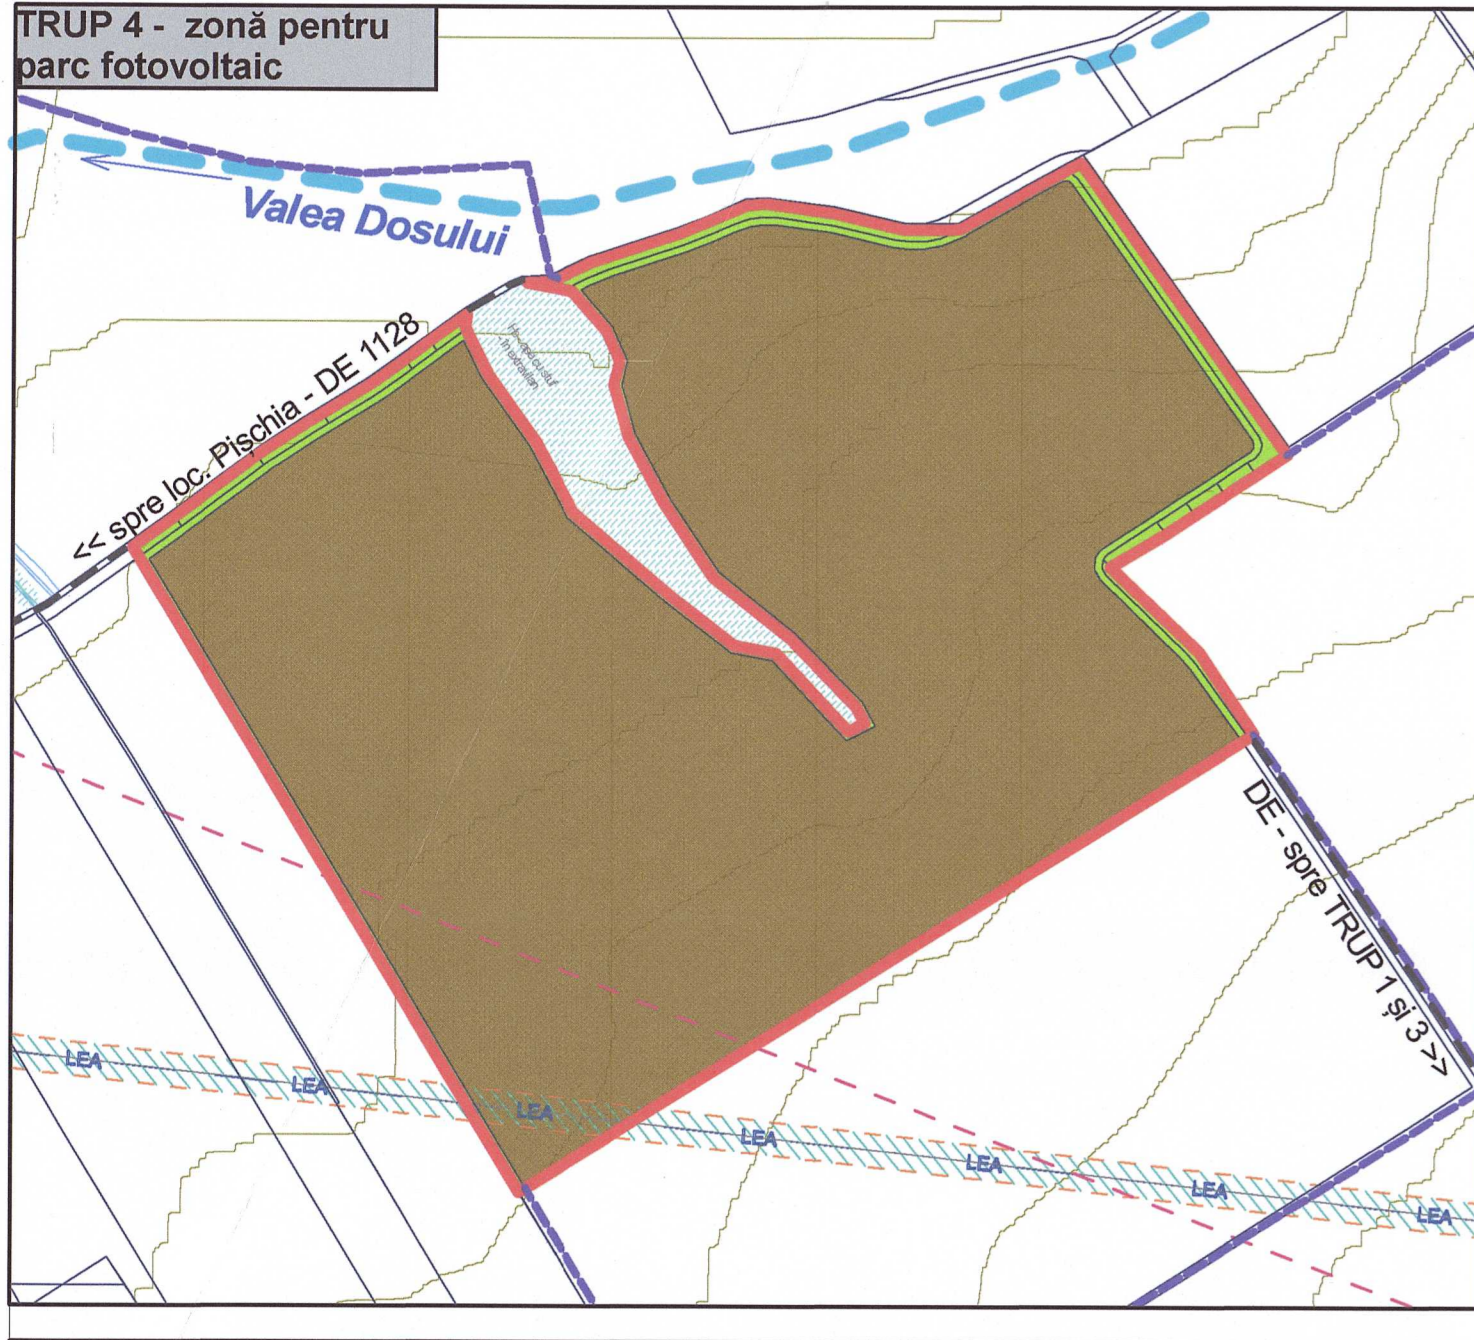 TRUP 4 - zonă pentru
parc fotovoltaic
Valea Dosului
<< spre loc. Pișchia - DE 1128
DE - spre TRUP 1 și 3 >>
LEA
LEA
LEA
LEA
LEA
LEA
LEA